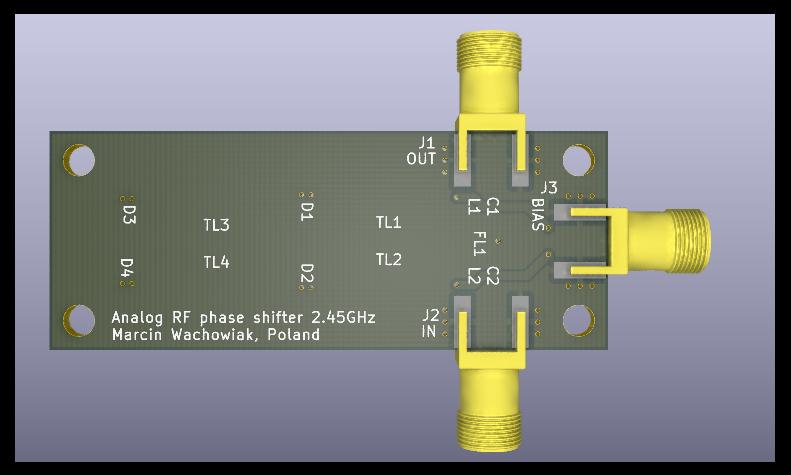 J1
OUT
J3
BIAS
D3
D1
L1
C1
TL3
TL1
FL1
TL4
TL2
D4
D2
L2
C2
Analog RF phase shifter 2.45GHz
Marcin Wachowiak, Poland
J2
IN